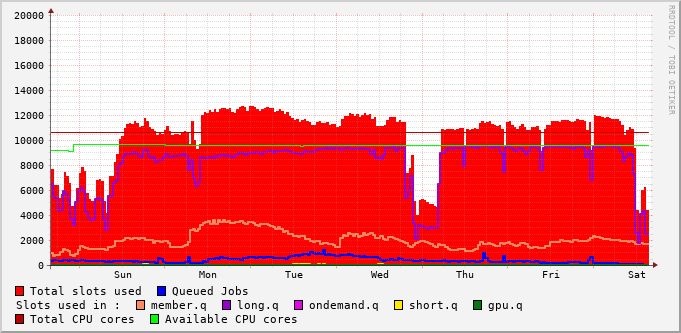 RRDTOOL / TOBI OETIKER
20000
18000
16000
14000
12000
10000
8000
6000
4000
2000
0
Sun Mon Tue Wed Thu Fri Sat
Total slots used Queued Jobs
Slots used in : member.q long.q ondemand.q short.q gpu.q
Total CPU cores Available CPU cores